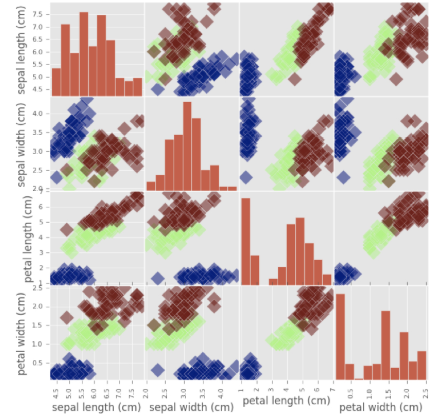 sepal length (cm)
7.5
7.0
6.5
6.0
5.5
5.0
4.5
sepal width (cm)
4.0
3.5
3.0
2.5
2.0
petal length (cm)
6
5
4
3
2
1
petal width (cm)
2.5
2.0
1.5
1.0
0.5
4.5 5.0 5.5 6.0 6.5 7.0 7.5
sepal length (cm)
2.5 3.0 3.5 4.0
sepal width (cm)
1 2 3 4 5 6 7
petal length (cm)
0.5 1.0 1.5 2.0 2.5
petal width (cm)